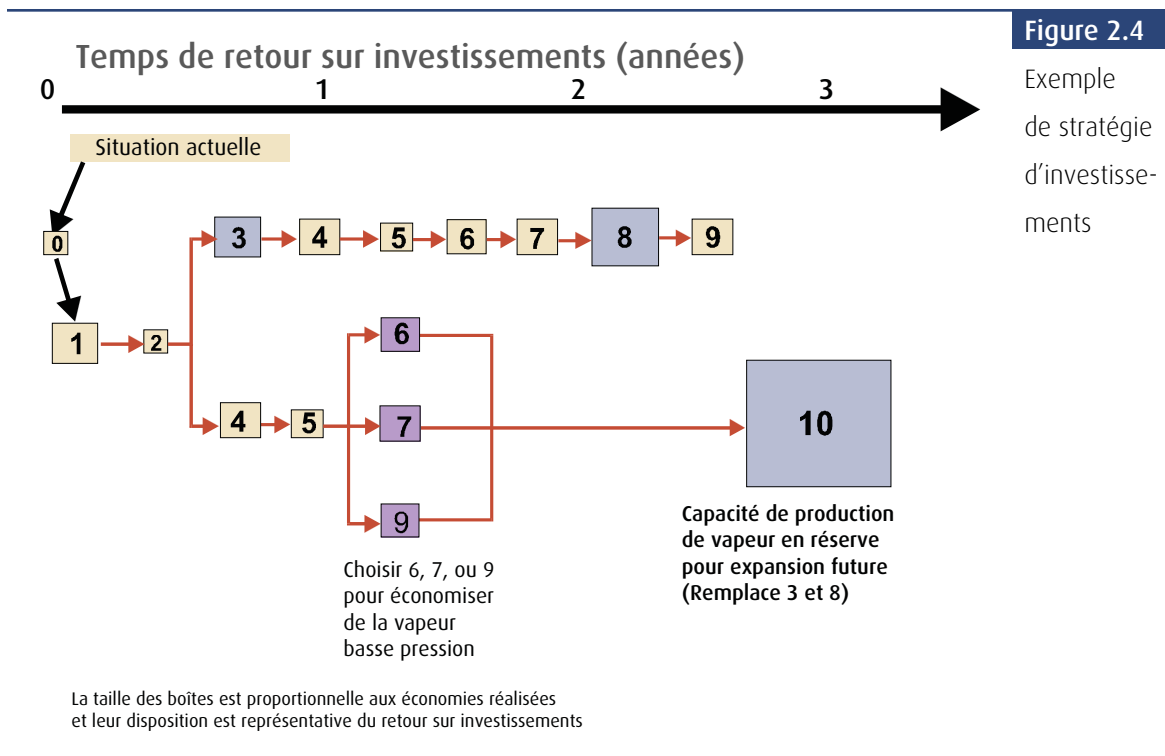 Figure 2.4
Exemple
de stratégie
d'investisse-
ments
Temps de retour sur investissements (années)
0 1 2 3
Situation actuelle
0
3 4 5 6 7 8 9
1 2
6
4 5 7 10
9
Choisir 6, 7, ou 9
pour économiser
de la vapeur
basse pression
Capacité de production
de vapeur en réserve
pour expansion future
(Remplace 3 et 8)
La taille des boîtes est proportionnelle aux économies réalisées
et leur disposition est représentative du retour sur investissements